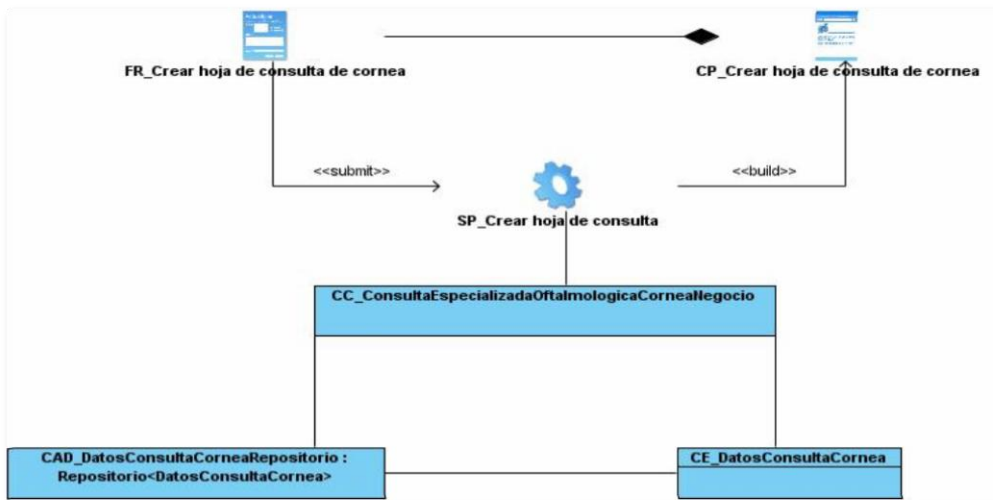 FR_Crear hoja de consulta de cornea
CP_Crear hoja de consulta de cornea
<<submit>>
<<build>>
SP_Crear hoja de consulta
CC_ConsultaEspecializadaOftalmologicaCorneaNegocio
CAD_DatosConsultaCorneaRepositorio :
Repositorio<DatosConsultaCornea>
CE_DatosConsultaCornea